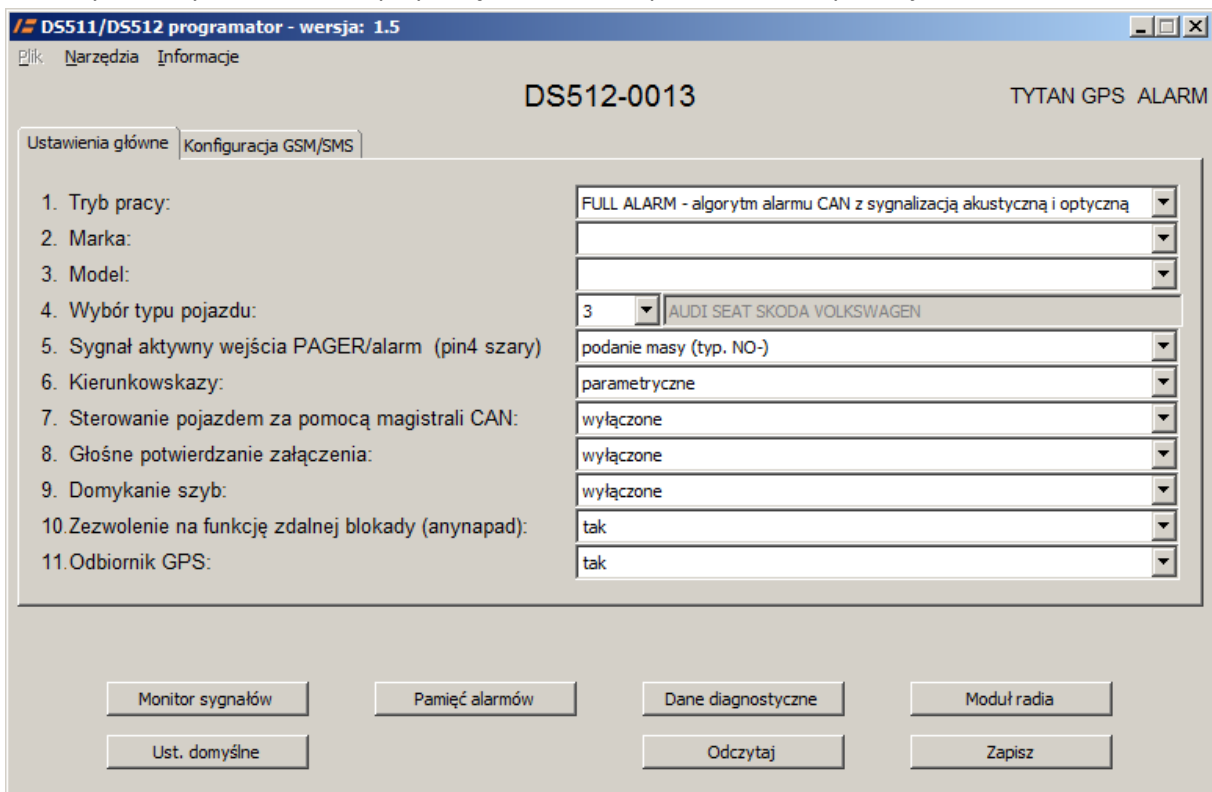 DS511/DS512 programator - wersja: 1.5
Plik Narzędzia Informacje
DS512-0013 TYTAN GPS ALARM
Ustawienia główne Konfiguracja GSM/SMS
1. Tryb pracy: FULL ALARM - algorytm alarmu CAN z sygnalizacją akustyczną i optyczną
2. Marka:
3. Model:
4. Wybór typu pojazdu: 3 AUDI SEAT SKODA VOLKSWAGEN
5. Sygnał aktywny wejścia PAGER/alarm (pin4 szary) podanie masy (typ. NO-)
6. Kierunkowskazy: parametryczne
7. Sterowanie pojazdem za pomocą magistrali CAN: wyłączone
8. Głośne potwierdzanie załączenia: wyłączone
9. Domykanie szyb: wyłączone
10.Zezwolenie na funkcję zdalnej blokady (anynapad): tak
11.Odbiornik GPS: tak
Monitor sygnałów Pamięć alarmów Dane diagnostyczne Moduł radia
Ust. domyślne Odczytaj Zapisz